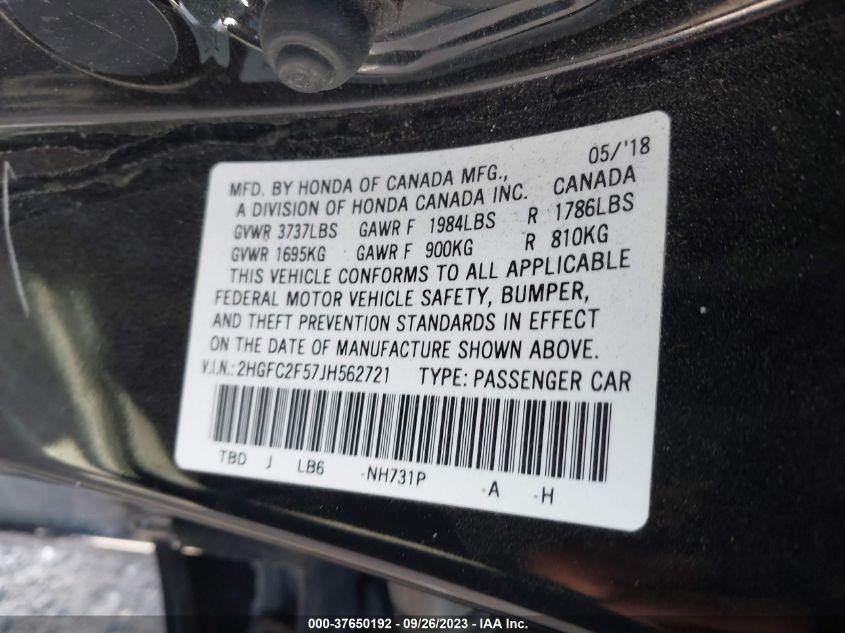 05/'18
MFD. BY HONDA OF CANADA MFG.,
A DIVISION OF HONDA CANADA INC. CANADA
GVWR 3737LBS GAWR F 1984LBS R 1786LBS
GVWR 1695KG GAWR F 900KG R 810KG
THIS VEHICLE CONFORMS TO ALL APPLICABLE
FEDERAL MOTOR VEHICLE SAFETY, BUMPER,
AND THEFT PREVENTION STANDARDS IN EFFECT
ON THE DATE OF MANUFACTURE SHOWN ABOVE.
V.I.N.: 2HGFC2F57JH562721 TYPE: PASSENGER CAR
TBD J LB6 -NH731P -A -H
000-37650192 - 09/26/2023 - IAA Inc.